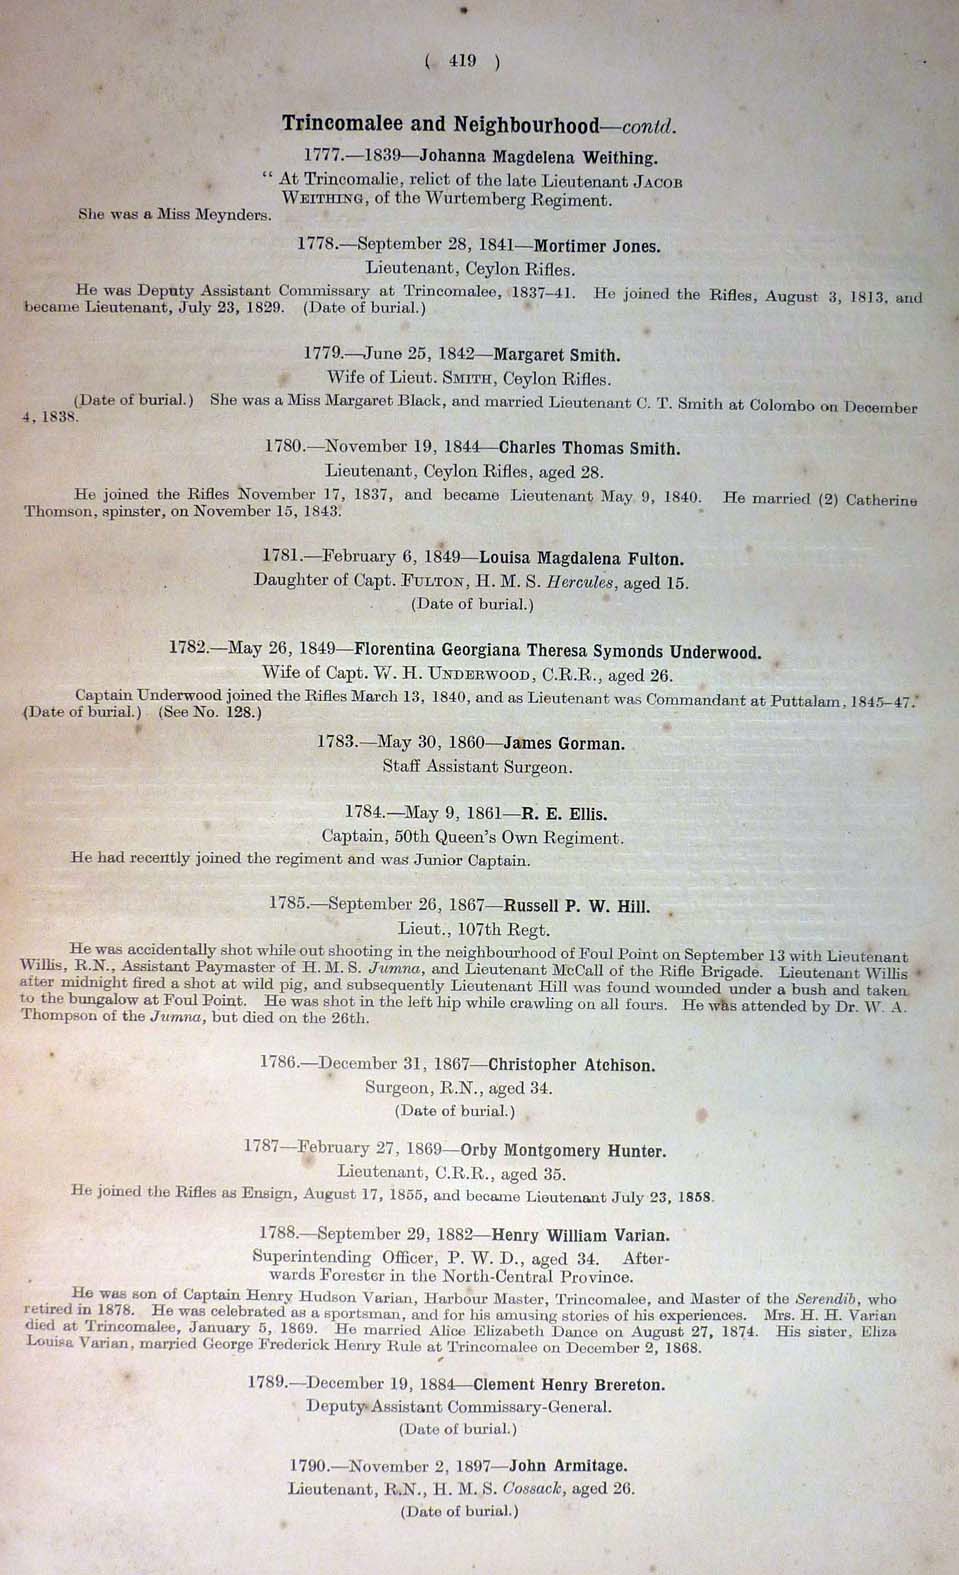 ( 419 )
Trincomalee and Neighbourhood—contd.
1777.—1839—Johanna Magdelena Weithing.
“ At Trincomalie, relict of the late Lieutenant JACOB
WEITHING, of the Wurtemberg Regiment.
She was a Miss Meynders.
1778.—September 28, 1841—Mortimer Jones.
Lieutenant, Ceylon Rifles.
He was Deputy Assistant Commissary at Trincomalee, 1837–41. He joined the Rifles, August 3, 1813, and
became Lieutenant, July 23, 1829. (Date of burial.)
1779.—June 25, 1842—Margaret Smith.
Wife of Lieut. SMITH, Ceylon Rifles.
(Date of burial.) She was a Miss Margaret Black, and married Lieutenant C. T. Smith at Colombo on December
4, 1838.
1780.—November 19, 1844—Charles Thomas Smith.
Lieutenant, Ceylon Rifles, aged 28.
He joined the Rifles November 17, 1837, and became Lieutenant May 9, 1840. He married (2) Catherine
Thomson, spinster, on November 15, 1843.
1781.—February 6, 1849—Louisa Magdalena Fulton.
Daughter of Capt. FULTON, H. M. S. Hercules, aged 15.
(Date of burial.)
1782.—May 26, 1849—Florentina Georgiana Theresa Symonds Underwood.
Wife of Capt. W. H. UNDERWOOD, C.R.R., aged 26.
Captain Underwood joined the Rifles March 13, 1840, and as Lieutenant was Commandant at Puttalam, 1845–47.
(Date of burial.) (See No. 128.)
1783.—May 30, 1860—James Gorman.
Staff Assistant Surgeon.
1784.—May 9, 1861—R. E. Ellis.
Captain, 50th Queen's Own Regiment.
He had recently joined the regiment and was Junior Captain.
1785.—September 26, 1867—Russell P. W. Hill.
Lieut., 107th Regt.
He was accidentally shot while out shooting in the neighbourhood of Foul Point on September 13 with Lieutenant
Willis, R.N., Assistant Paymaster of H. M. S. Jumna, and Lieutenant McCall of the Rifle Brigade. Lieutenant Willis
after midnight fired a shot at wild pig, and subsequently Lieutenant Hill was found wounded under a bush and taken
to the bungalow at Foul Point. He was shot in the left hip while crawling on all fours. He was attended by Dr. W. A.
Thompson of the Jumna, but died on the 26th.
1786.—December 31, 1867—Christopher Atchison.
Surgeon, R.N., aged 34.
(Date of burial.)
1787—February 27, 1869—Orby Montgomery Hunter.
Lieutenant, C.R.R., aged 35.
He joined the Rifles as Ensign, August 17, 1855, and became Lieutenant July 23, 1858.
1788.—September 29, 1882—Henry William Varian.
Superintending Officer, P. W. D., aged 34. After-
wards Forester in the North-Central Province.
He was son of Captain Henry Hudson Varian, Harbour Master, Trincomalee, and Master of the Serendib, who
retired in 1878. He was celebrated as a sportsman, and for his amusing stories of his experiences. Mrs. H. H. Varian
died at Trincomalee, January 5, 1869. He married Alice Elizabeth Dance on August 27, 1874. His sister, Eliza
Louisa Varian, married George Frederick Henry Rule at Trincomalee on December 2, 1868.
1789.—December 19, 1884—Clement Henry Brereton.
Deputy Assistant Commissary-General.
(Date of burial.)
1790.—November 2, 1897—John Armitage.
Lieutenant, R.N., H. M. S. Cossack, aged 26.
(Date of burial.)